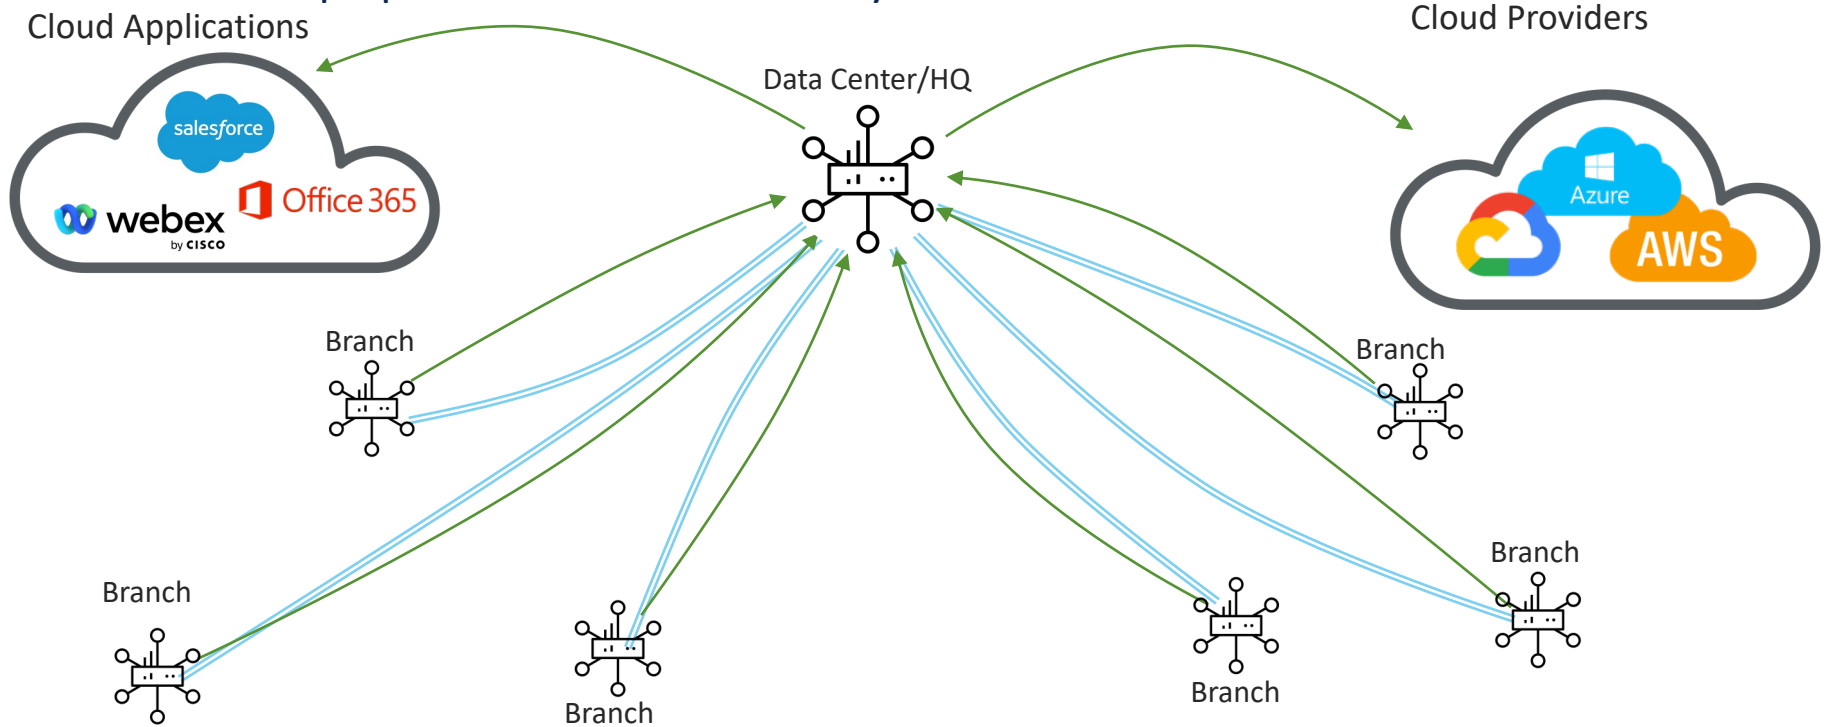 Cloud Applications
Cloud Providers
Data Center/HQ
salesforce
Office 365
webex
by CISCO
Azure
AWS
Branch
Branch
Branch
Branch
Branch
Branch